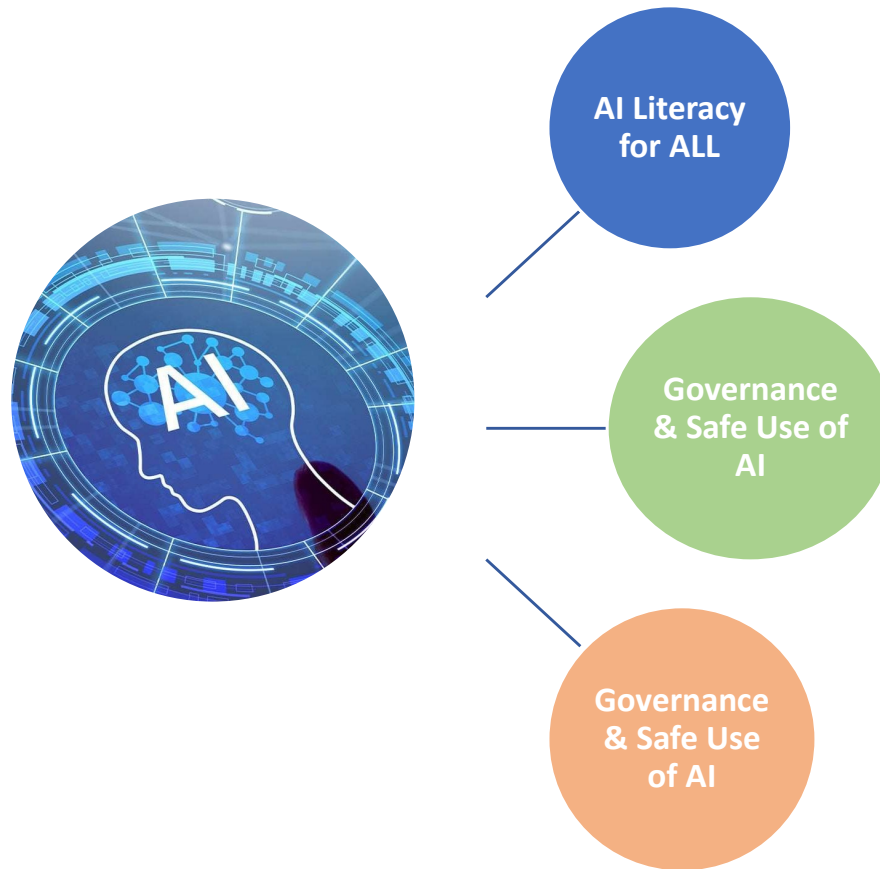 AI Literacy
for ALL
AI
Governance
& Safe Use of
AI
Governance
& Safe Use
of AI